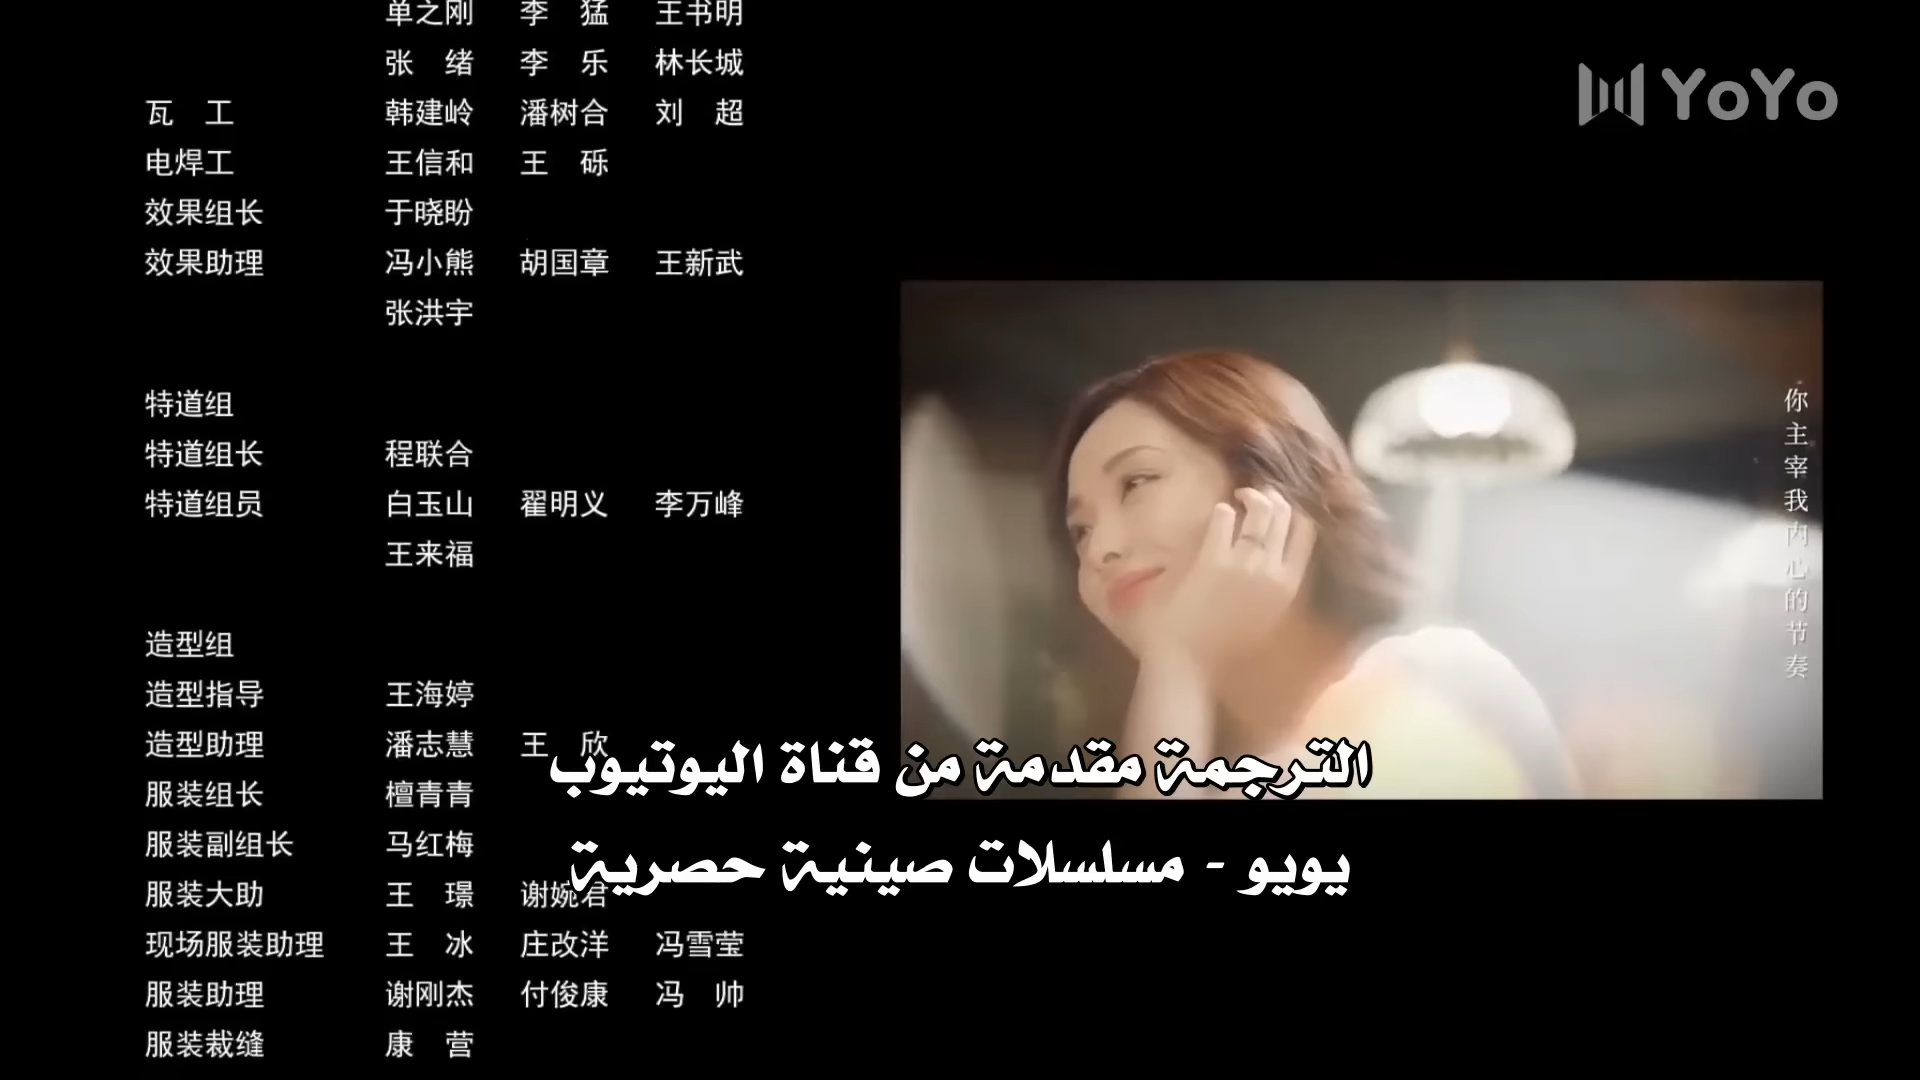 单之刚 李 猛 王书明
张 绪 李 乐 林长城
瓦 工 韩建岭 潘树合 刘 超
电焊工 王信和 王 砾
效果组长 于晓盼
效果助理 冯小熊 胡国章 王新武
张洪宇
特道组
特道组长 程联合
特道组员 白玉山 翟明义 李万峰
王来福
造型组
造型指导 王海婷
造型助理 潘志慧 王 欣
服装组长 檀青青
服装副组长 马红梅
服装大助 王 璟 谢婉君
现场服装助理 王 冰 庄改洋 冯雪莹
服装助理 谢刚杰 付俊康 冯 帅
服装裁缝 康 营
YoYo
你主宰我内心的节奏
الترجمة مقدمة من قناة اليوتيوب
يويو - مسلسلات صينية حصرية